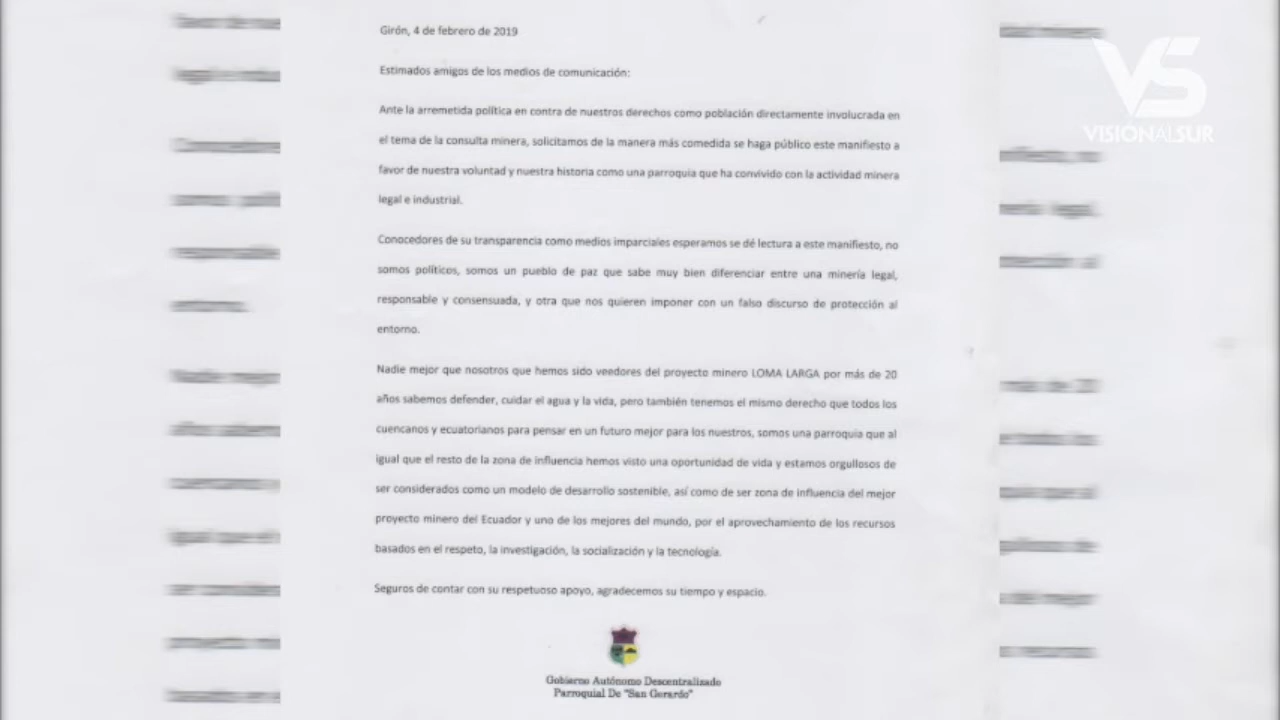 Girón, 4 de febrero de 2019
Estimados amigos de los medios de comunicación:
Ante la arremetida política en contra de nuestros derechos como población directamente involucrada en
el tema de la consulta minera, solicitamos de la manera más comedida se haga público este manifiesto a
favor de nuestra voluntad y nuestra historia como una parroquia que ha convivido con la actividad minera
legal e industrial.
Conocedores de su transparencia como medios imparciales esperamos se dé lectura a este manifiesto, no
somos políticos, somos un pueblo de paz que sabe muy bien diferenciar entre una minería legal,
responsable y consensuada, y otra que nos quieren imponer con un falso discurso de protección al
entorno.
Nadie mejor que nosotros que hemos sido veedores del proyecto minero LOMA LARGA por más de 20
años sabemos defender, cuidar el agua y la vida, pero también tenemos el mismo derecho que todos los
cuencanos y ecuatorianos para pensar en un futuro mejor para los nuestros, somos una parroquia que al
igual que el resto de la zona de influencia hemos visto una oportunidad de vida y estamos orgullosos de
ser considerados como un modelo de desarrollo sostenible, así como de ser zona de influencia del mejor
proyecto minero del Ecuador y uno de los mejores del mundo, por el aprovechamiento de los recursos
basados en el respeto, la investigación, la socialización y la tecnología.
Seguros de contar con su respetuoso apoyo, agradecemos su tiempo y espacio.
Gobierno Autónomo Descentralizado
Parroquial De "San Gerardo"
VS
VISIONALSUR